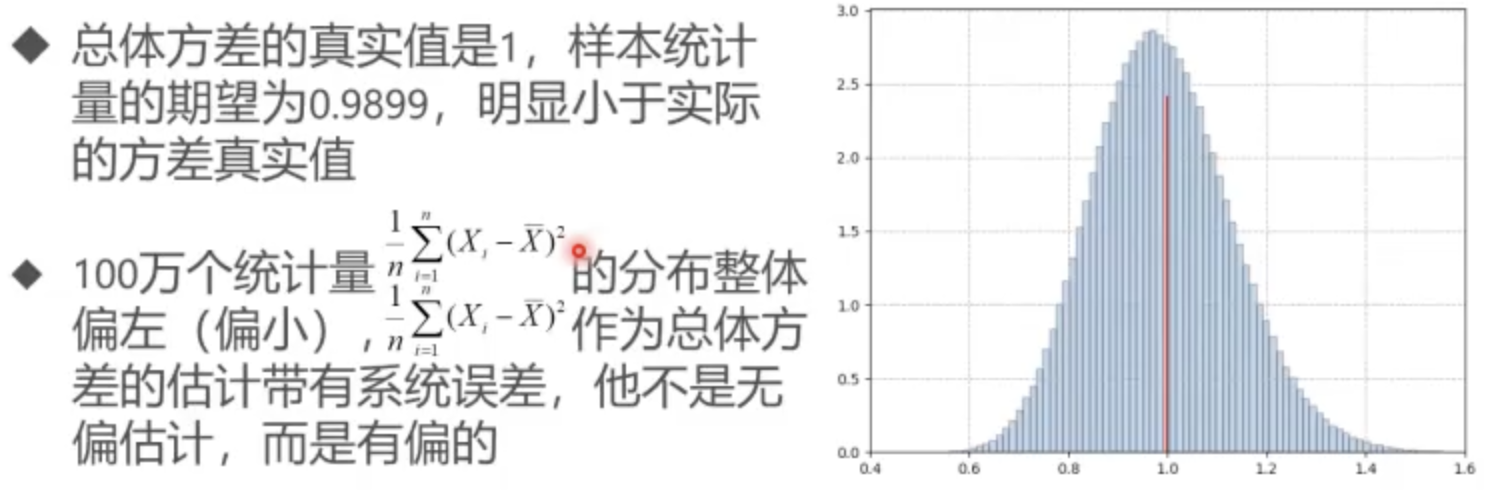 ◆ 总体方差的真实值是1，样本统计
量的期望为0.9899，明显小于实际
的方差真实值
◆ 100万个统计量 $\frac{1}{n}\sum_{i=1}^{n}(X_i-\overline{X})^2$ 的分布整体
偏左（偏小）, $\frac{1}{n}\sum_{i=1}^{n}(X_i-\overline{X})^2$ 作为总体方
差的估计带有系统误差，他不是无
偏估计，而是有偏的
3.0
2.5
2.0
1.5
1.0
0.5
0.0
0.4 0.6 0.8 1.0 1.2 1.4 1.6